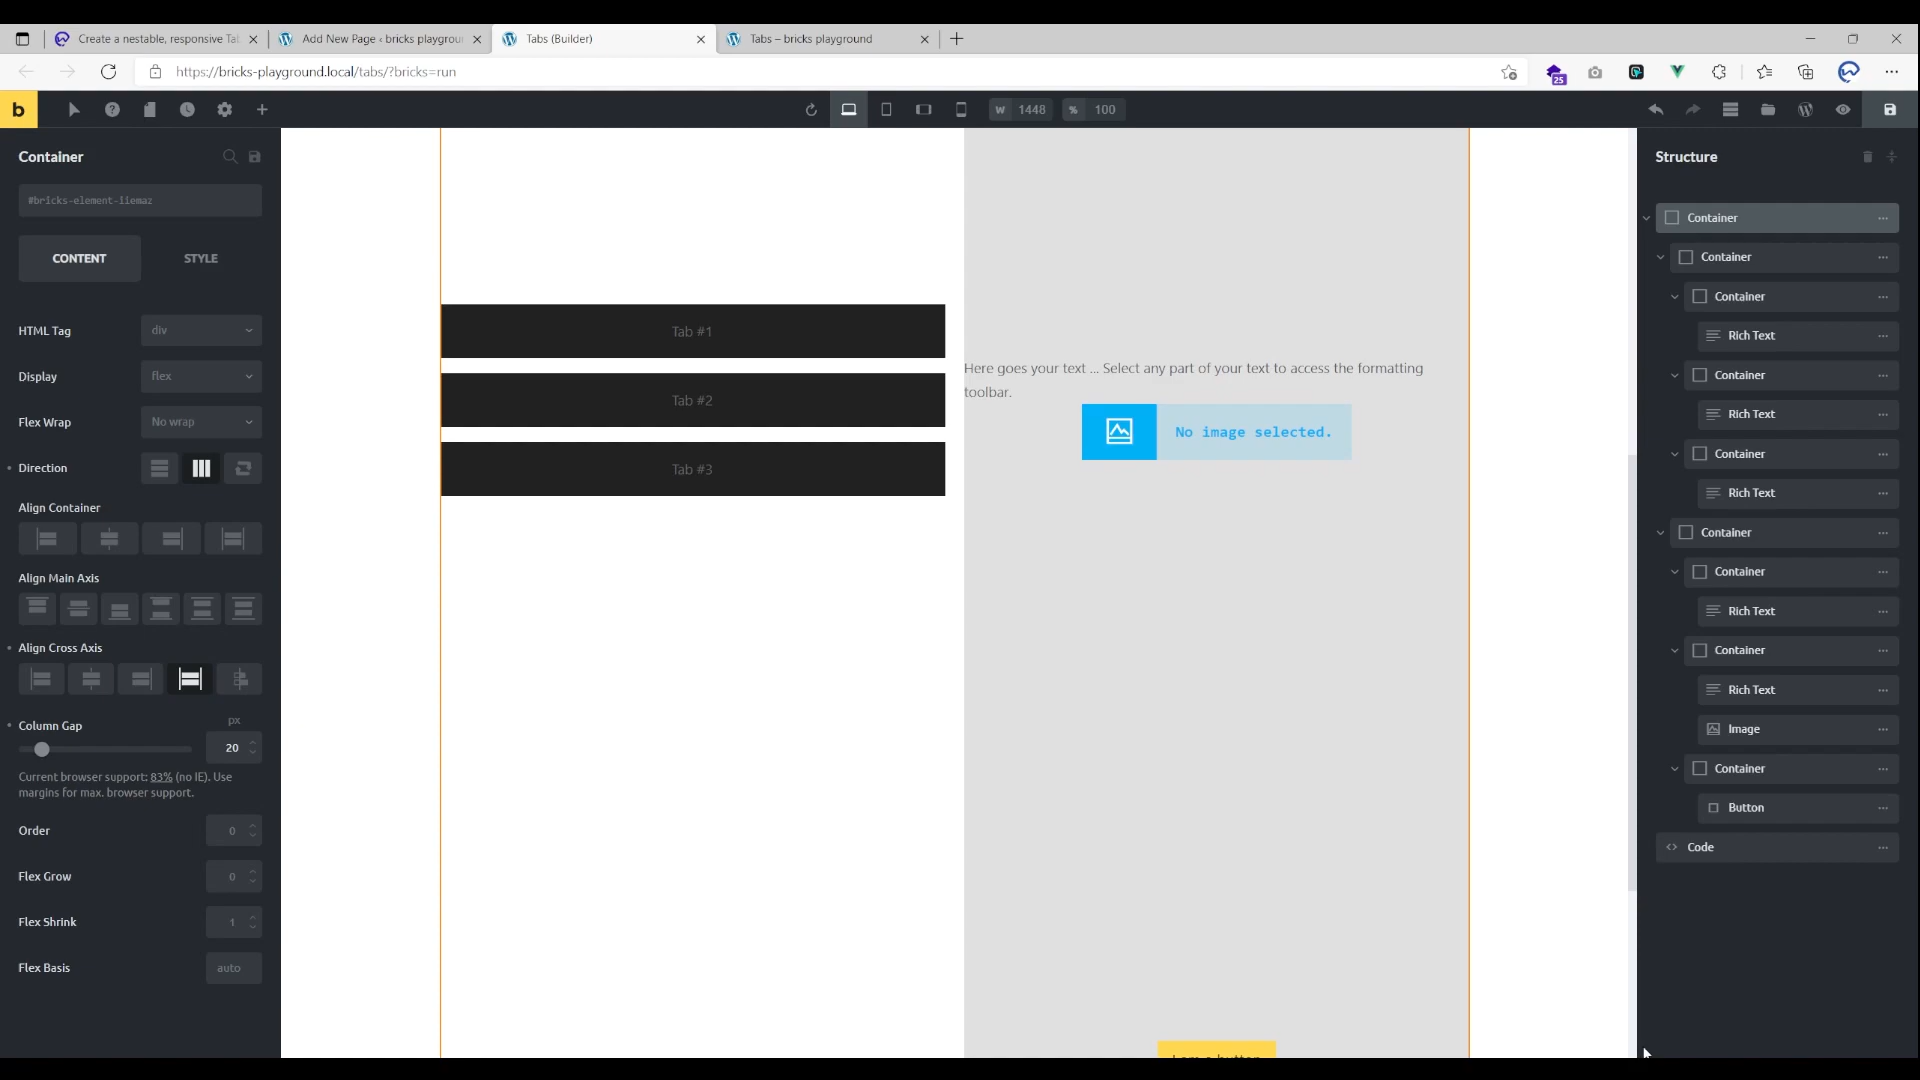 Create a nestable, responsive Tab
Add New Page ‹ bricks playgroun
Tabs (Builder)
Tabs – bricks playground
https://bricks-playground.local/tabs/?bricks=run
25
b
W 1448
% 100
Container
#bricks-element-iiemaz
CONTENT
STYLE
HTML Tag
div
Display
flex
Flex Wrap
No wrap
Direction
Align Container
Align Main Axis
Align Cross Axis
Column Gap
px
20
Current browser support: 83% (no IE). Use
margins for max. browser support.
Order
0
Flex Grow
0
Flex Shrink
1
Flex Basis
auto
Tab #1
Tab #2
Tab #3
Here goes your text ... Select any part of your text to access the formatting
toolbar.
No image selected.
I am a button
Structure
Container
Container
Container
Rich Text
Container
Rich Text
Container
Rich Text
Container
Container
Rich Text
Container
Rich Text
Image
Container
Button
Code